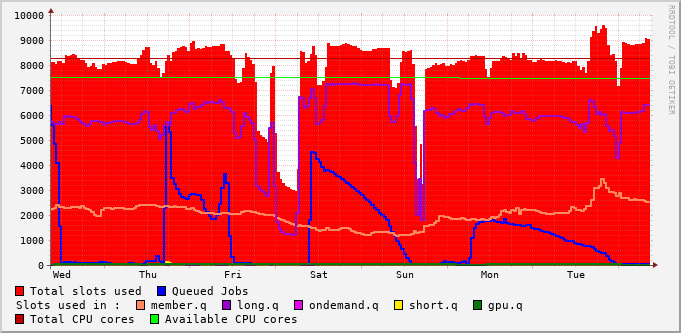 10000
9000
8000
7000
6000
5000
4000
3000
2000
1000
0
Wed Thu Fri Sat Sun Mon Tue
RRDTOOL / TOBI OETIKER
Total slots used Queued Jobs
Slots used in : member.q long.q ondemand.q short.q gpu.q
Total CPU cores Available CPU cores